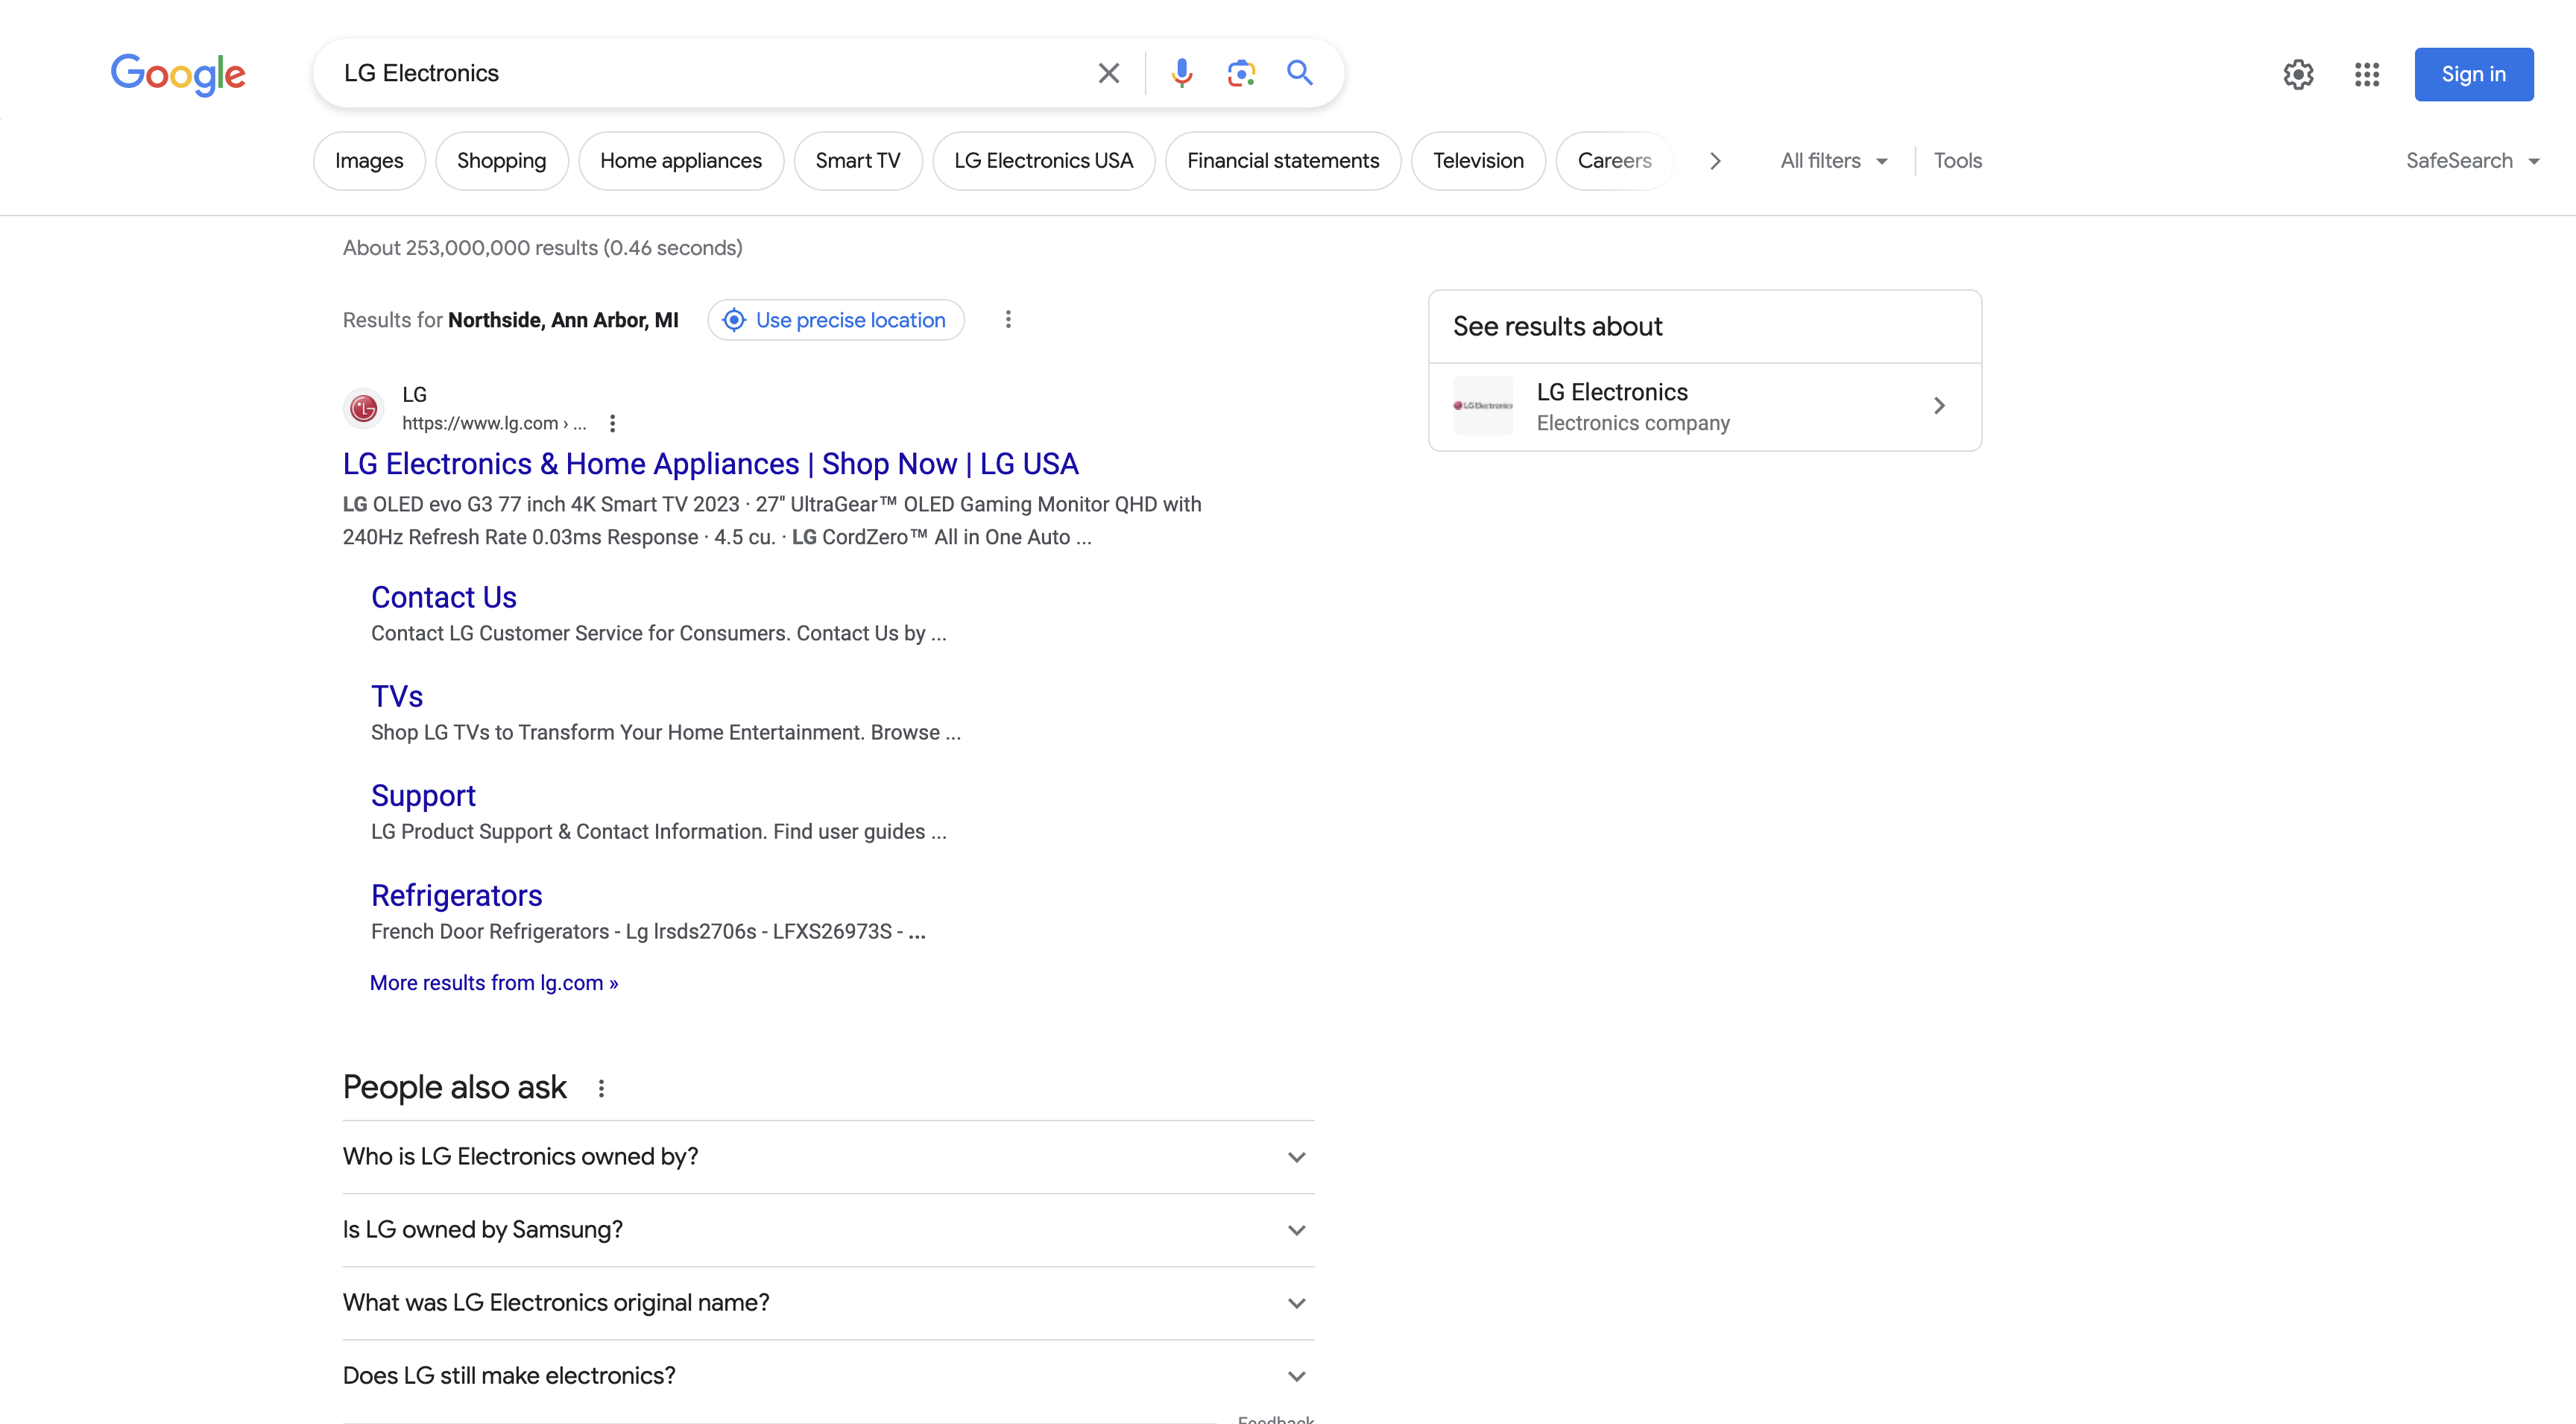 Google
LG Electronics
Sign in
Images
Shopping
Home appliances
Smart TV
LG Electronics USA
Financial statements
Television
Careers
All filters
Tools
SafeSearch
About 253,000,000 results (0.46 seconds)
Results for Northside, Ann Arbor, MI
Use precise location
LG
https://www.lg.com › ...
LG Electronics & Home Appliances | Shop Now | LG USA
LG OLED evo G3 77 inch 4K Smart TV 2023 · 27" UltraGear™ OLED Gaming Monitor QHD with
240Hz Refresh Rate 0.03ms Response · 4.5 cu. · LG CordZero™ All in One Auto ...
Contact Us
Contact LG Customer Service for Consumers. Contact Us by ...
TVs
Shop LG TVs to Transform Your Home Entertainment. Browse ...
Support
LG Product Support & Contact Information. Find user guides ...
Refrigerators
French Door Refrigerators - Lg lrsds2706s - LFXS26973S - ...
More results from lg.com »
People also ask
Who is LG Electronics owned by?
Is LG owned by Samsung?
What was LG Electronics original name?
Does LG still make electronics?
Feedback
See results about
LG Electronics
LG Electronics
Electronics company